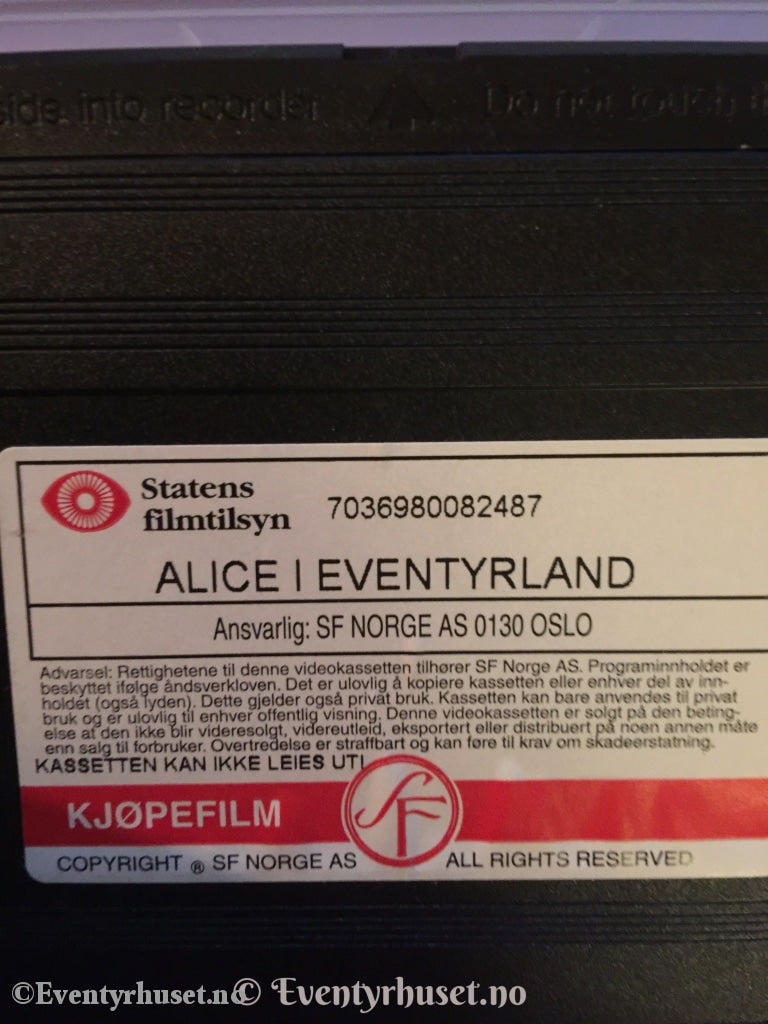 side into recorder Do not touch
Statens
filmtilsyn
7036980082487
ALICE I EVENTYRLAND
Ansvarlig: SF NORGE AS 0130 OSLO
Advarsel: Rettighetene til denne videokassetten tilhører SF Norge AS. Programinnholdet er
beskyttet ifølge åndsverkloven. Det er ulovlig å kopiere kassetten eller enhver del av inn-
holdet (også lyden). Dette gjelder også privat bruk. Kassetten kan bare anvendes til privat
bruk og er ulovlig til enhver offentlig visning. Denne videokassetten er solgt på den beting-
else at den ikke blir videresolgt, videreutleid, eksportert eller distribuert på noen annen måte
enn salg til forbruker. Overtredelse er straffbart og kan føre til krav om skadeerstatning.
KASSETTEN KAN IKKE LEIES UT!
SF
KJØPEFILM
COPYRIGHT ® SF NORGE AS ALL RIGHTS RESERVED
©Eventyrhuset.no © Eventyrhuset.no